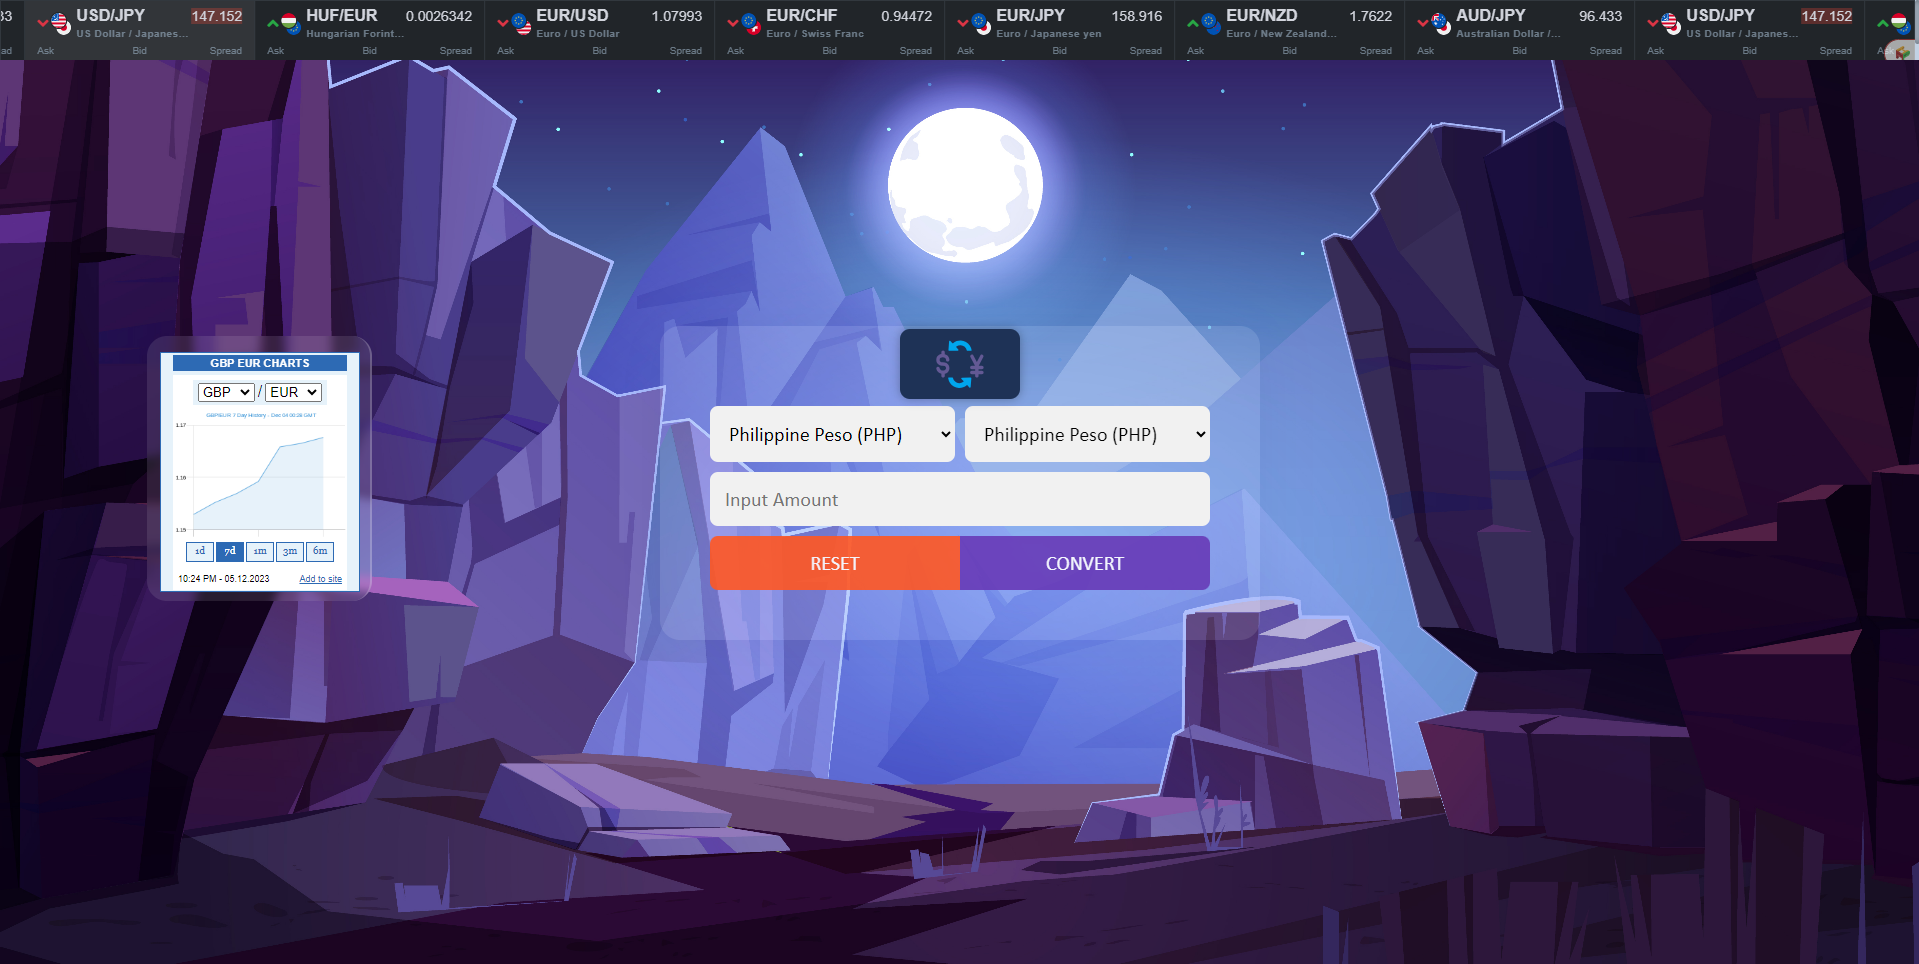 33 USD/JPY 147.152 HUF/EUR 0.0026342 EUR/USD 1.07993 EUR/CHF 0.94472 EUR/JPY 158.916 EUR/NZD 1.7622 AUD/JPY 96.433 USD/JPY 147.152
US Dollar / Japanes... Hungarian Forint... Euro / US Dollar Euro / Swiss Franc Euro / Japanese yen Euro / New Zealand... Australian Dollar /... US Dollar / Japanes...
ad Ask Bid Spread Ask Bid Spread Ask Bid Spread Ask Bid Spread Ask Bid Spread Ask Bid Spread Ask Bid Spread Ask Bid Spread
GBP EUR CHARTS
GBP / EUR
GBP/EUR 7 Day History - Dec 04 00:28 GMT
1.17
1.16
1.15
1d 7d 1m 3m 6m
10:24 PM - 05.12.2023 Add to site
$ ¥
Philippine Peso (PHP) Philippine Peso (PHP)
Input Amount
RESET CONVERT